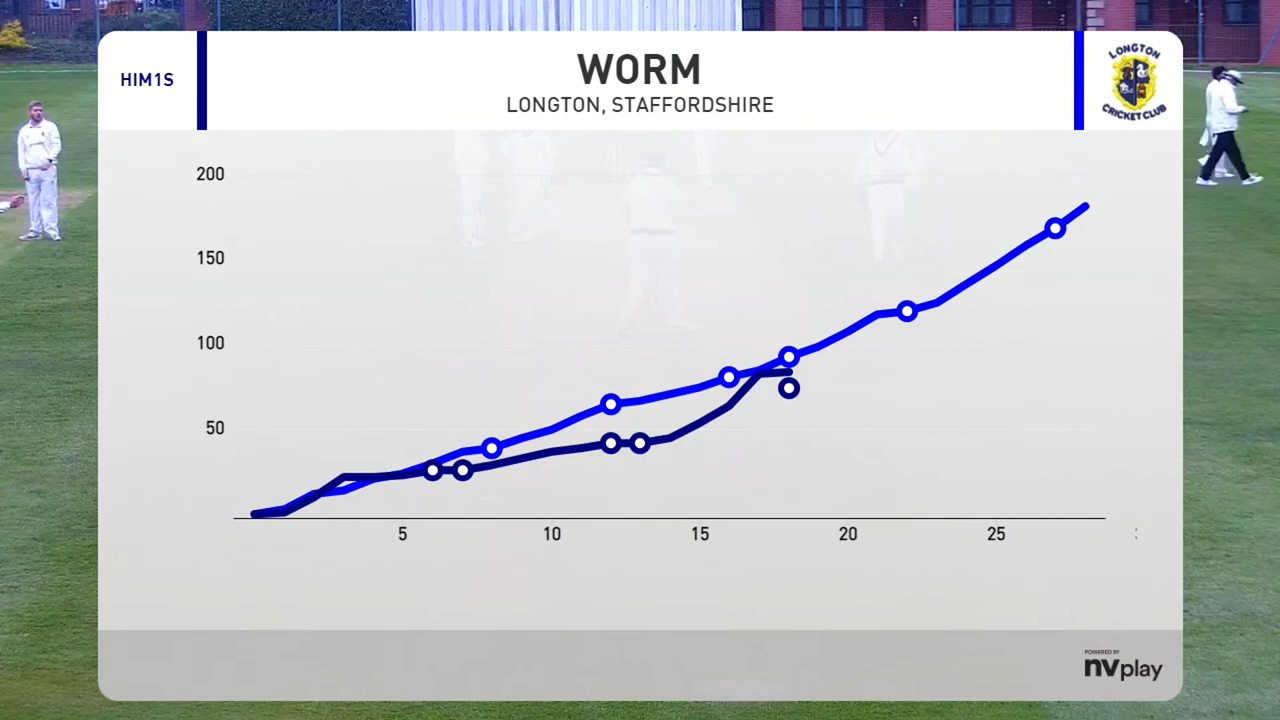 HIM1S
WORM
LONGTON, STAFFORDSHIRE
LONGTON
CRICKET CLUB
200
150
100
50
5
10
15
20
25
POWERED BY
nvplay